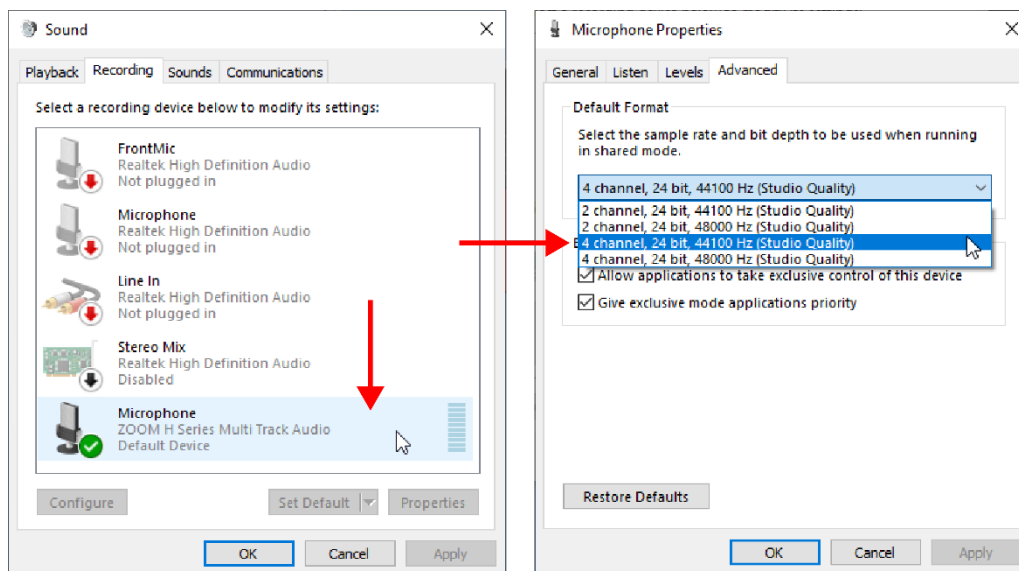 Sound
Playback Recording Sounds Communications
Select a recording device below to modify its settings:
FrontMic
Realtek High Definition Audio
Not plugged in
Microphone
Realtek High Definition Audio
Not plugged in
Line In
Realtek High Definition Audio
Not plugged in
Stereo Mix
Realtek High Definition Audio
Disabled
Microphone
ZOOM H Series Multi Track Audio
Default Device
Configure Set Default Properties
OK Cancel Apply
Microphone Properties
General Listen Levels Advanced
Default Format
Select the sample rate and bit depth to be used when running
in shared mode.
4 channel, 24 bit, 44100 Hz (Studio Quality)
2 channel, 24 bit, 44100 Hz (Studio Quality)
2 channel, 24 bit, 48000 Hz (Studio Quality)
4 channel, 24 bit, 44100 Hz (Studio Quality)
4 channel, 24 bit, 48000 Hz (Studio Quality)
Allow applications to take exclusive control of this device
Give exclusive mode applications priority
Restore Defaults
OK Cancel Apply